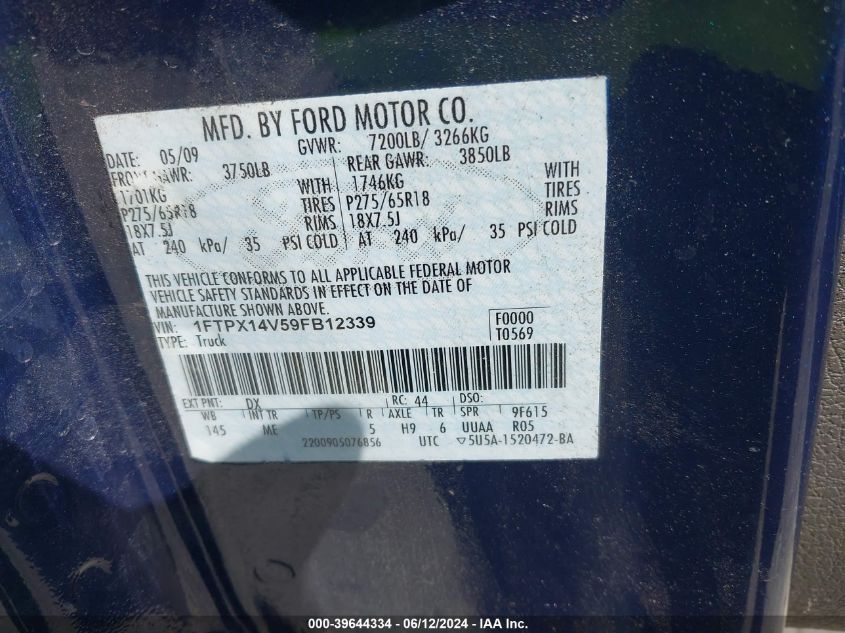 MFD. BY FORD MOTOR CO.
DATE: 05/09 GVWR: 7200LB/ 3266KG
FRONT GAWR: 3750LB REAR GAWR: 3850LB
1701KG WITH 1746KG WITH
P275/65R18 TIRES P275/65R18 TIRES
18X7.5J RIMS 18X7.5J RIMS
AT 240 kPa/ 35 PSI COLD AT 240 kPa/ 35 PSI COLD
THIS VEHICLE CONFORMS TO ALL APPLICABLE FEDERAL MOTOR
VEHICLE SAFETY STANDARDS IN EFFECT ON THE DATE OF
MANUFACTURE SHOWN ABOVE.
VIN: 1FTPX14V59FB12339 F0000
TYPE: Truck T0569
EXT PNT: DX RC: 44 DSO:
WB INT TR TP/PS R AXLE TR SPR 9F615
145 ME 5 H9 6 UUAA R05
2200905076856 UTC ▽5U5A-1520472-BA
000-39644334 | 06/12/2024 | IAA Inc.